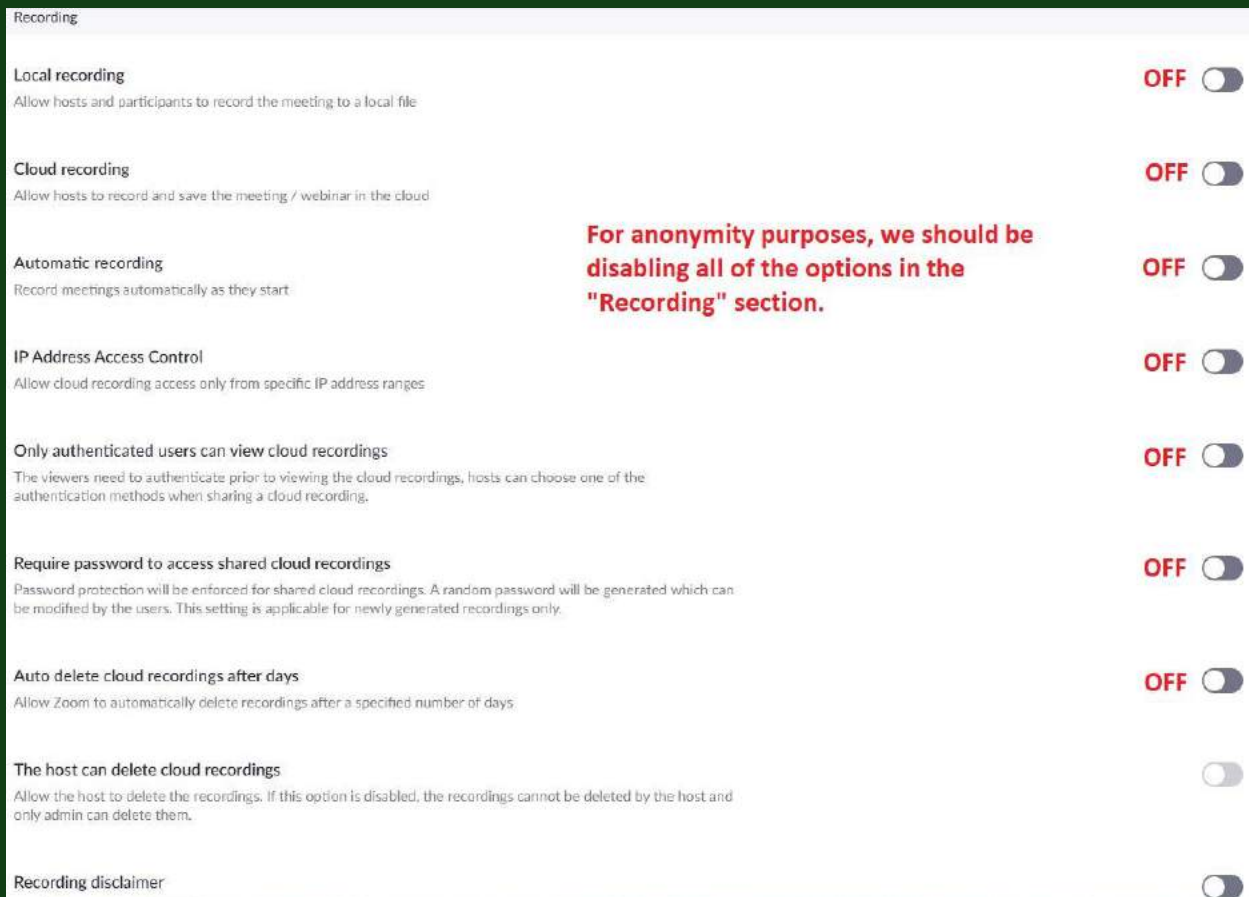 Recording
Local recording
OFF
Allow hosts and participants to record the meeting to a local file
Cloud recording
OFF
Allow hosts to record and save the meeting / webinar in the cloud
For anonymity purposes, we should be
disabling all of the options in the
"Recording" section.
Automatic recording
OFF
Record meetings automatically as they start
IP Address Access Control
OFF
Allow cloud recording access only from specific IP address ranges
Only authenticated users can view cloud recordings
OFF
The viewers need to authenticate prior to viewing the cloud recordings, hosts can choose one of the
authentication methods when sharing a cloud recording.
Require password to access shared cloud recordings
OFF
Password protection will be enforced for shared cloud recordings. A random password will be generated which can
be modified by the users. This setting is applicable for newly generated recordings only.
Auto delete cloud recordings after days
OFF
Allow Zoom to automatically delete recordings after a specified number of days
The host can delete cloud recordings
Allow the host to delete the recordings. If this option is disabled, the recordings cannot be deleted by the host and
only admin can delete them.
Recording disclaimer